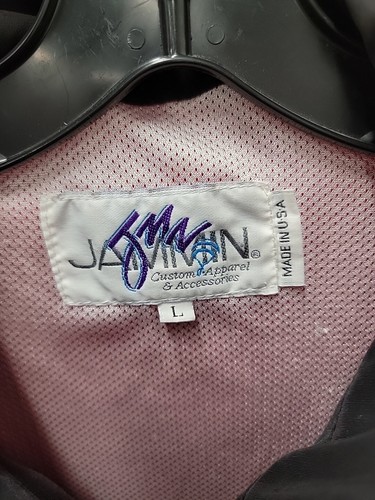 JAMMIN®
Custom Apparel
& Accessories
MADE IN USA
L